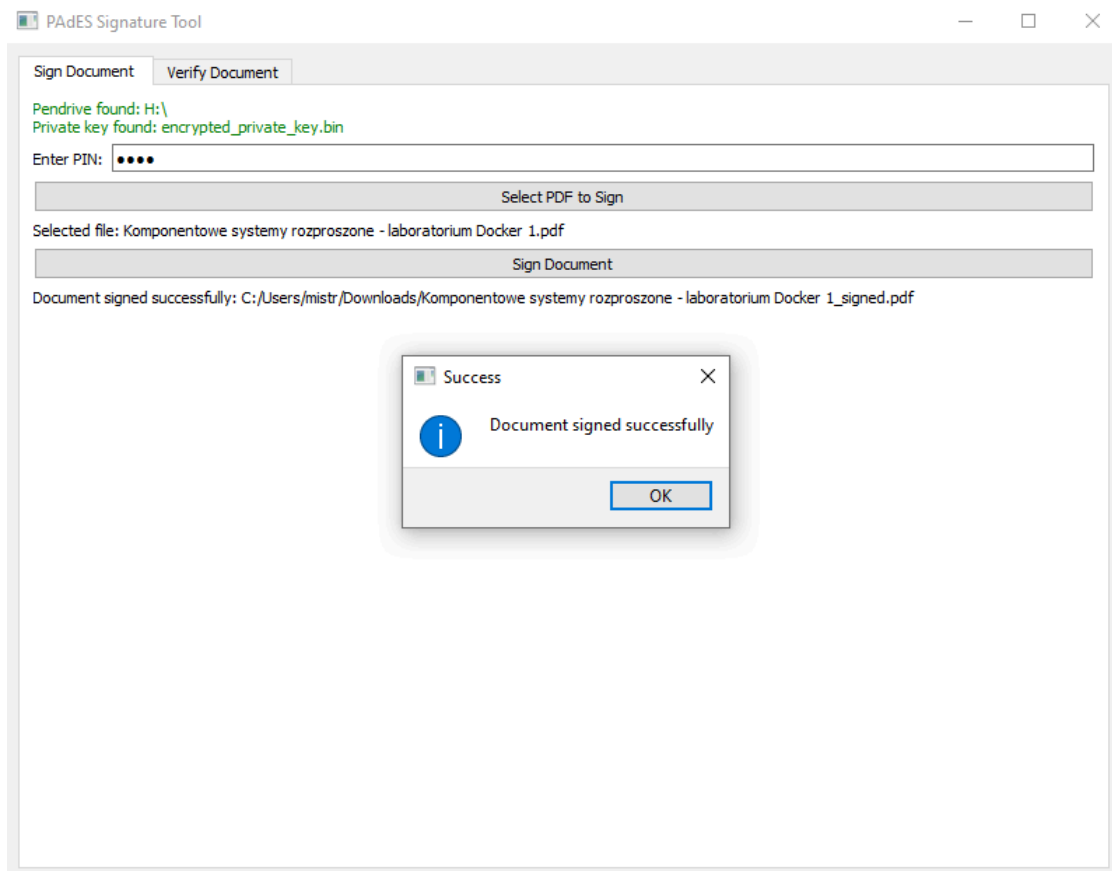 PAdES Signature Tool
Sign Document
Verify Document
Pendrive found: H:\
Private key found: encrypted_private_key.bin
Enter PIN: ●●●●
Select PDF to Sign
Selected file: Komponentowe systemy rozproszone - laboratorium Docker 1.pdf
Sign Document
Document signed successfully: C:/Users/mistr/Downloads/Komponentowe systemy rozproszone - laboratorium Docker 1_signed.pdf
Success
Document signed successfully
OK